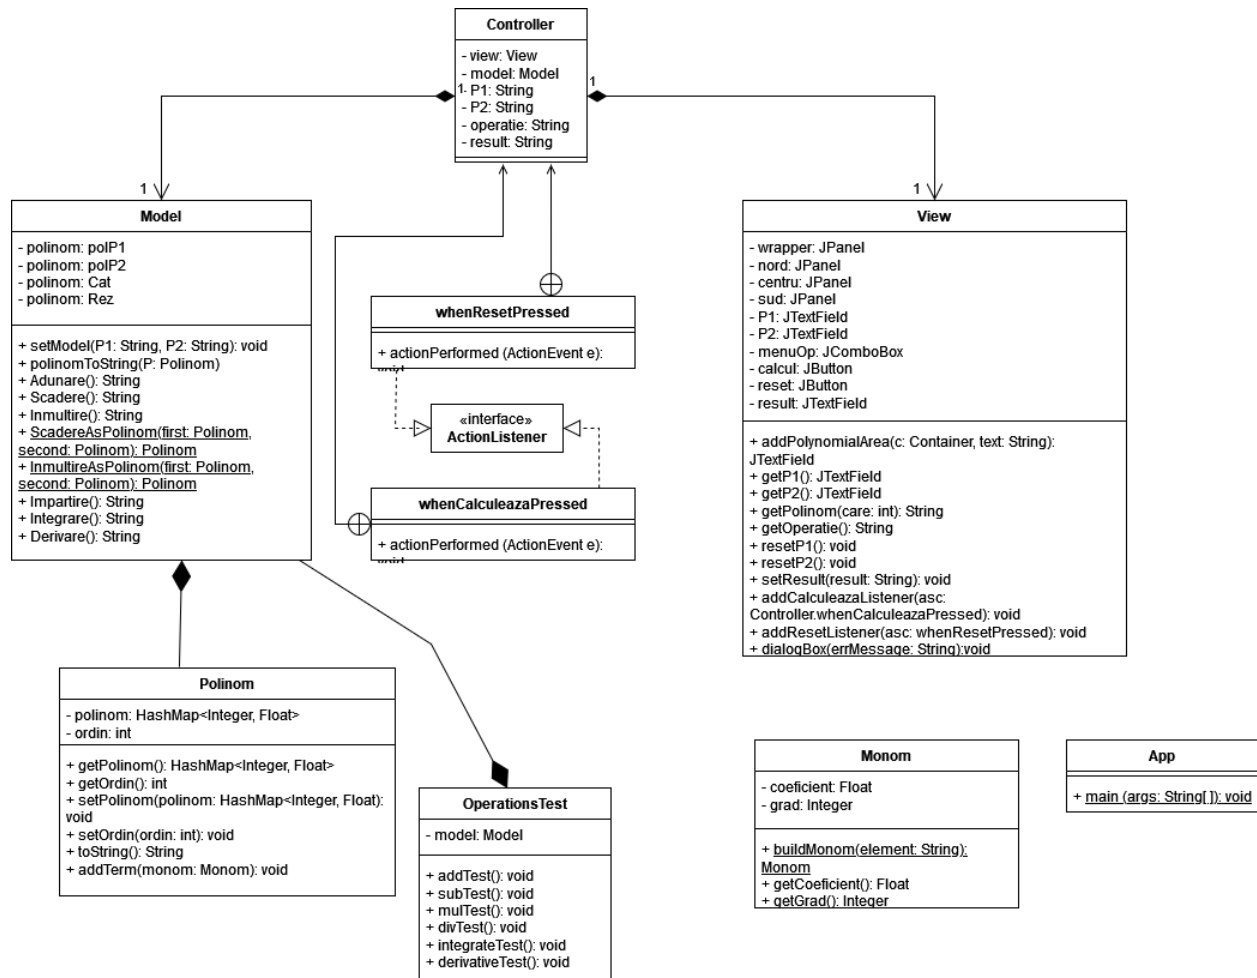 Controller
- view: View
- model: Model
- P1: String
- P2: String
- operatie: String
- result: String
1
1
1
1
Model
- polinom: polP1
- polinom: polP2
- polinom: Cat
- polinom: Rez
+ setModel(P1: String, P2: String): void
+ polinomToString(P: Polinom)
+ Adunare(): String
+ Scadere(): String
+ Inmultire(): String
+ ScadereAsPolinom(first: Polinom,
second: Polinom): Polinom
+ InmultireAsPolinom(first: Polinom,
second: Polinom): Polinom
+ Impartire(): String
+ Integrare(): String
+ Derivare(): String
whenResetPressed
+ actionPerformed (ActionEvent e):
void
«interface»
ActionListener
whenCalculeazaPressed
+ actionPerformed (ActionEvent e):
void
View
- wrapper: JPanel
- nord: JPanel
- centru: JPanel
- sud: JPanel
- P1: JTextField
- P2: JTextField
- menuOp: JComboBox
- calcul: JButton
- reset: JButton
- result: JTextField
+ addPolynomialArea(c: Container, text: String):
JTextField
+ getP1(): JTextField
+ getP2(): JTextField
+ getPolinom(care: int): String
+ getOperatie(): String
+ resetP1(): void
+ resetP2(): void
+ setResult(result: String): void
+ addCalculeazaListener(asc:
Controller.whenCalculeazaPressed): void
+ addResetListener(asc: whenResetPressed): void
+ dialogBox(errMessage: String):void
Polinom
- polinom: HashMap<Integer, Float>
- ordin: int
+ getPolinom(): HashMap<Integer, Float>
+ getOrdin(): int
+ setPolinom(polinom: HashMap<Integer, Float):
void
+ setOrdin(ordin: int): void
+ toString(): String
+ addTerm(monom: Monom): void
OperationsTest
- model: Model
+ addTest(): void
+ subTest(): void
+ mulTest(): void
+ divTest(): void
+ integrateTest(): void
+ derivativeTest(): void
Monom
- coeficient: Float
- grad: Integer
+ buildMonom(element: String):
Monom
+ getCoeficient(): Float
+ getGrad(): Integer
App
+ main (args: String[ ]): void